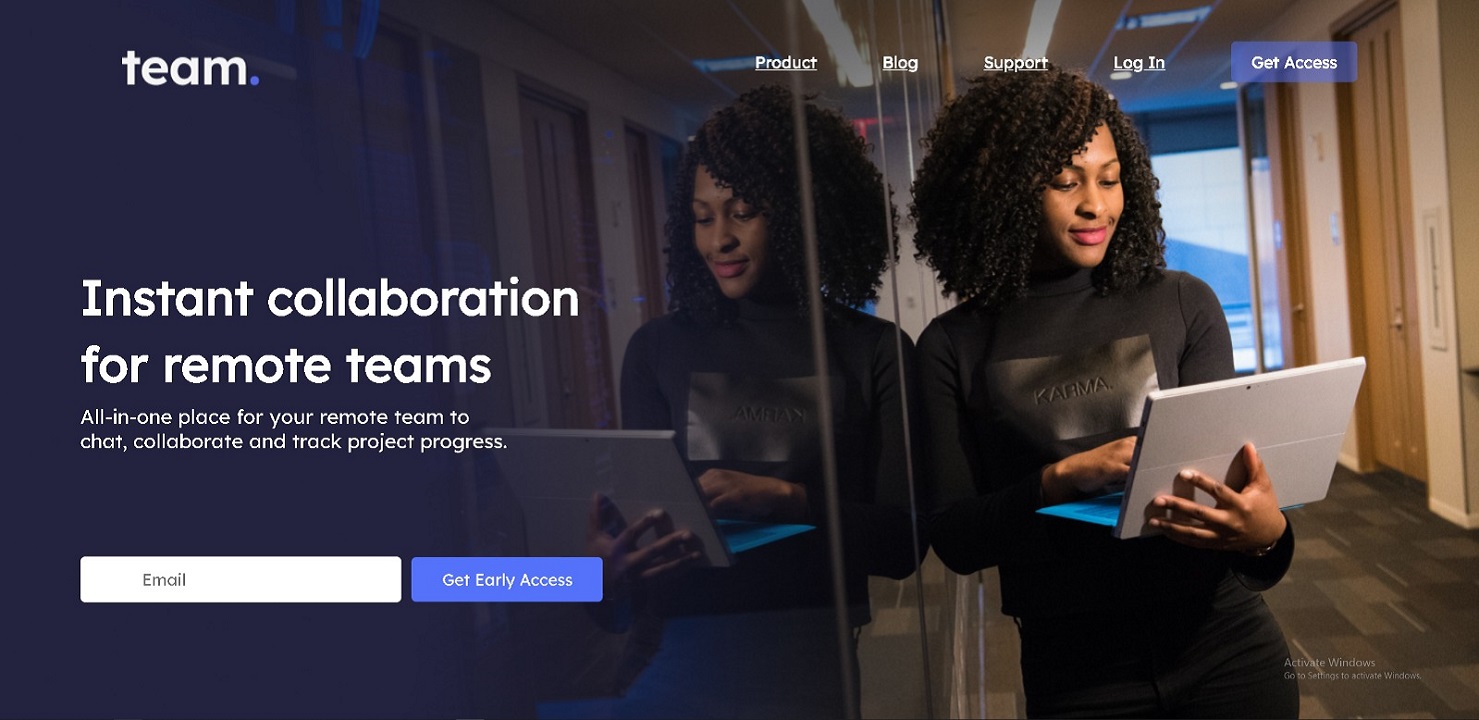 team.
Product Blog Support Log In Get Access
Instant collaboration
for remote teams
All-in-one place for your remote team to
chat, collaborate and track project progress.
KARMA.
Email Get Early Access
Activate Windows
Go to Settings to activate Windows.